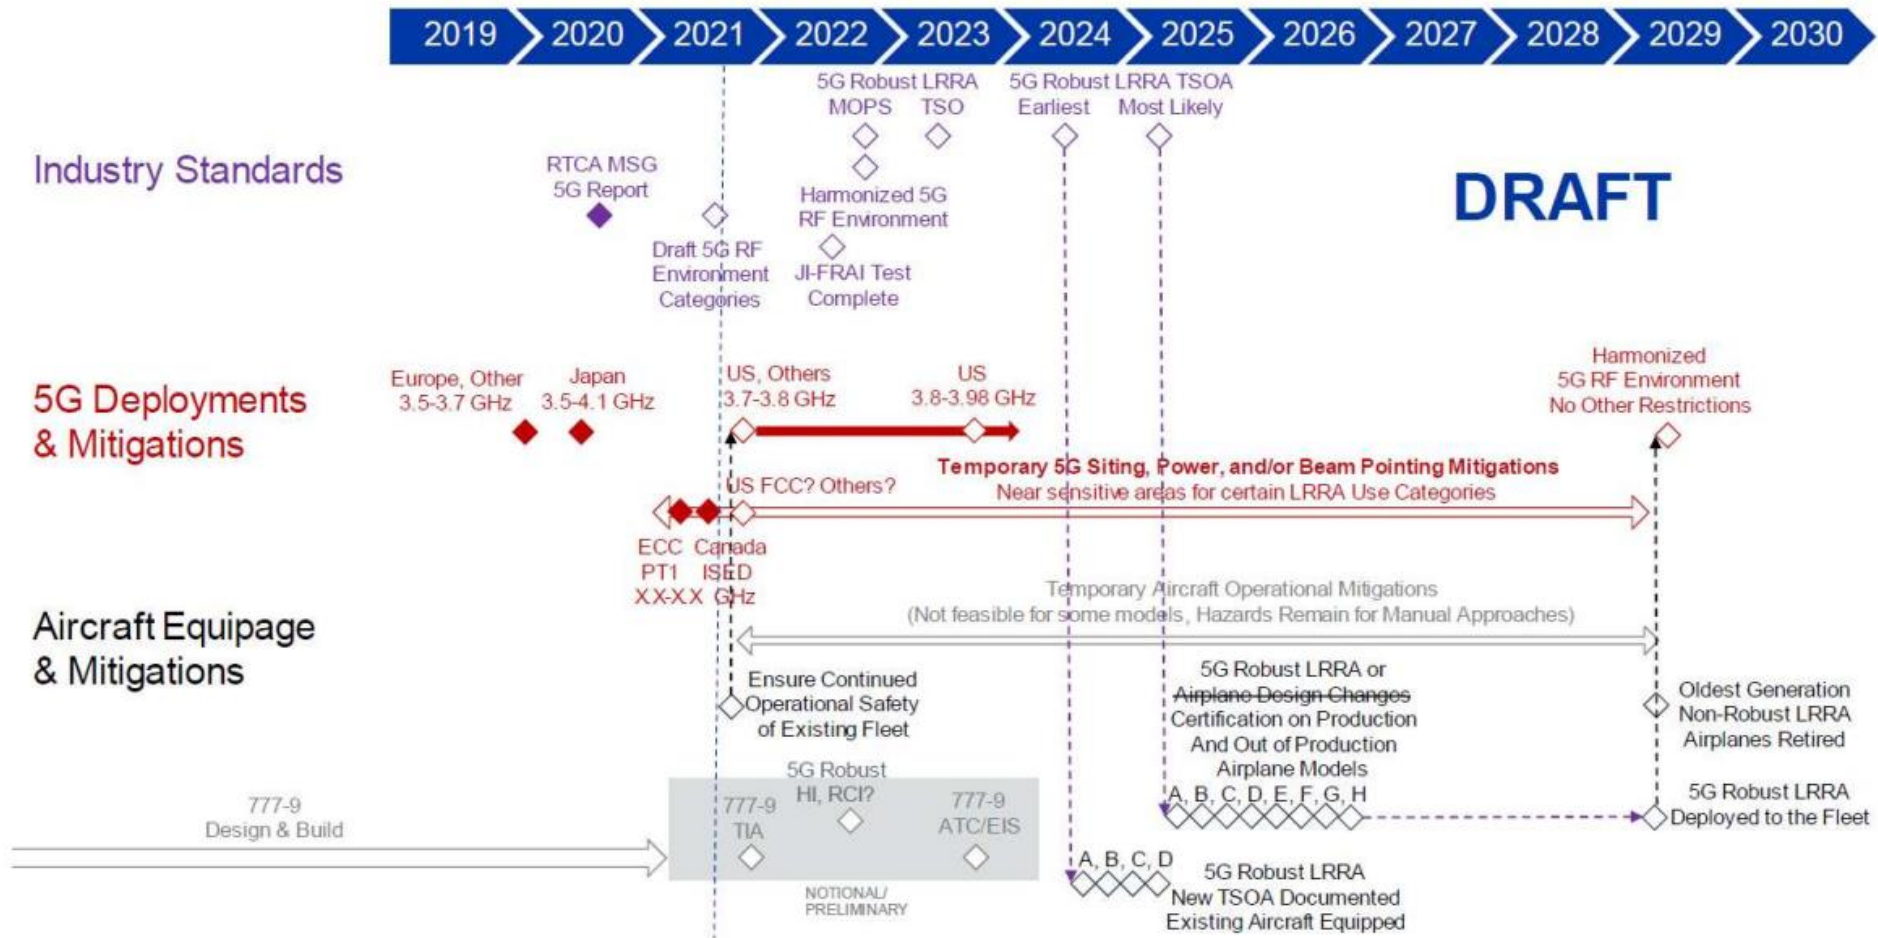 2019 2020 2021 2022 2023 2024 2025 2026 2027 2028 2029 2030
5G Robust LRRA
MOPS TSO
5G Robust LRRA TSOA
Earliest Most Likely
Industry Standards
RTCA MSG
5G Report
Harmonized 5G
RF Environment
Draft 5G RF
Environment
Categories
JI-FRAI Test
Complete
DRAFT
5G Deployments
& Mitigations
Europe, Other
3.5-3.7 GHz
Japan
3.5-4.1 GHz
US, Others
3.7-3.8 GHz
US
3.8-3.98 GHz
Harmonized
5G RF Environment
No Other Restrictions
Temporary 5G Siting, Power, and/or Beam Pointing Mitigations
Near sensitive areas for certain LRRA Use Categories
US FCC? Others?
ECC Canada
PT1 ISED
X.X-X.X GHz
Aircraft Equipage
& Mitigations
Temporary Aircraft Operational Mitigations
(Not feasible for some models, Hazards Remain for Manual Approaches)
Ensure Continued
Operational Safety
of Existing Fleet
5G Robust LRRA or
Airplane Design Changes
Certification on Production
And Out of Production
Airplane Models
A, B, C, D, E, F, G, H
Oldest Generation
Non-Robust LRRA
Airplanes Retired
5G Robust LRRA
Deployed to the Fleet
777-9
Design & Build
5G Robust
HI, RCI?
777-9
TIA
777-9
ATC/EIS
NOTIONAL/
PRELIMINARY
A, B, C, D
5G Robust LRRA
New TSOA Documented
Existing Aircraft Equipped